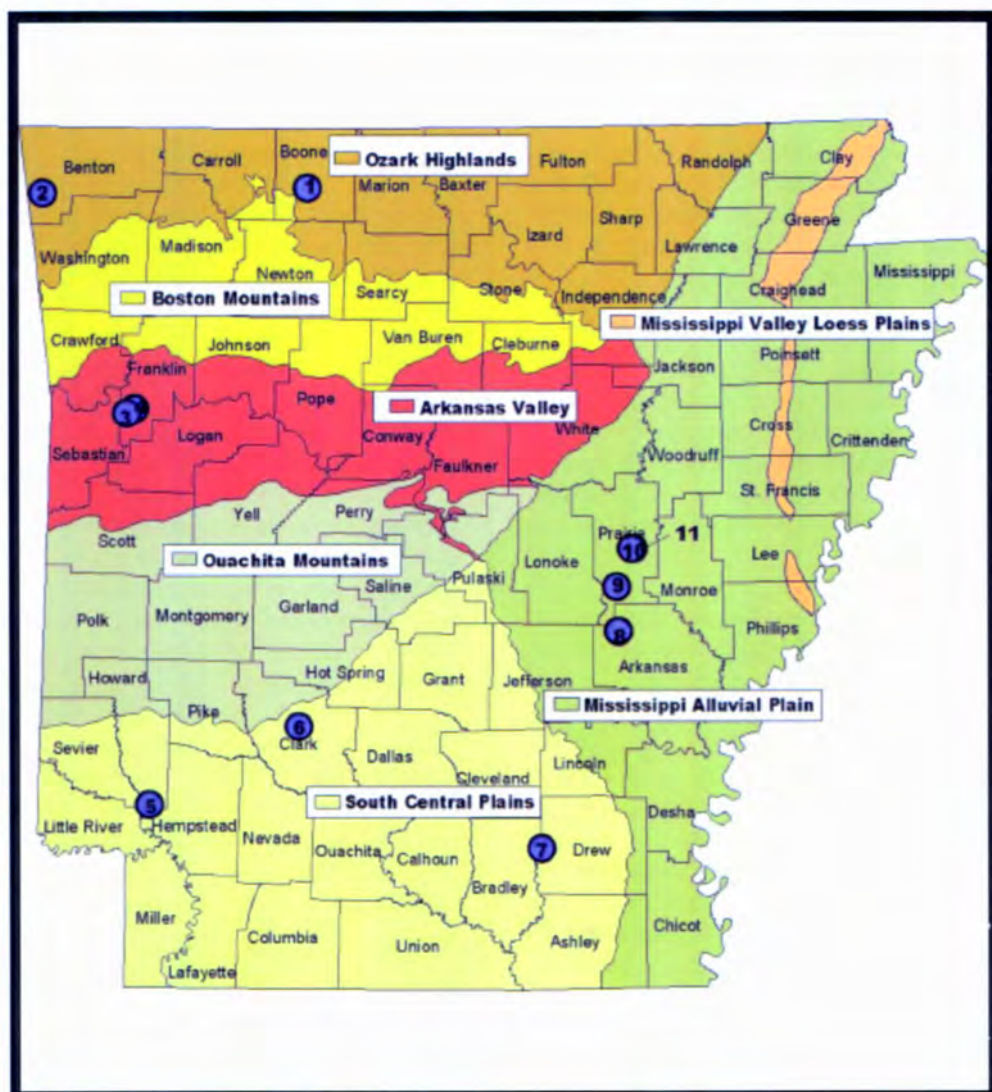 Benton
Carroll
Boone
Ozark Highlands
Fulton
Randolph
Clay
2
1
Marion
Baxter
Sharp
Greene
Izard
Lawrence
Washington
Madison
Newton
Mississippi
Boston Mountains
Searcy
Stone
Independence
Craighead
Mississippi Valley Loess Plains
Crawford
Johnson
Van Buren
Cleburne
Jackson
Poinsett
Franklin
3
Pope
Arkansas Valley
White
Cross
Crittenden
Sebastian
Logan
Conway
Faulkner
Woodruff
St. Francis
Scott
Yell
Perry
Prairie
11
Ouachita Mountains
Lonoke
10
Lee
Saline
Pulaski
9
Monroe
Polk
Montgomery
Garland
8
Phillips
Howard
Hot Spring
Grant
Jefferson
Arkansas
Pike
Mississippi Alluvial Plain
6
Clark
Sevier
Dallas
Cleveland
Lincoln
5
South Central Plains
Desha
Little River
Hempstead
Nevada
Ouachita
Calhoun
7
Drew
Bradley
Miller
Columbia
Union
Ashley
Chicot
Lafayette